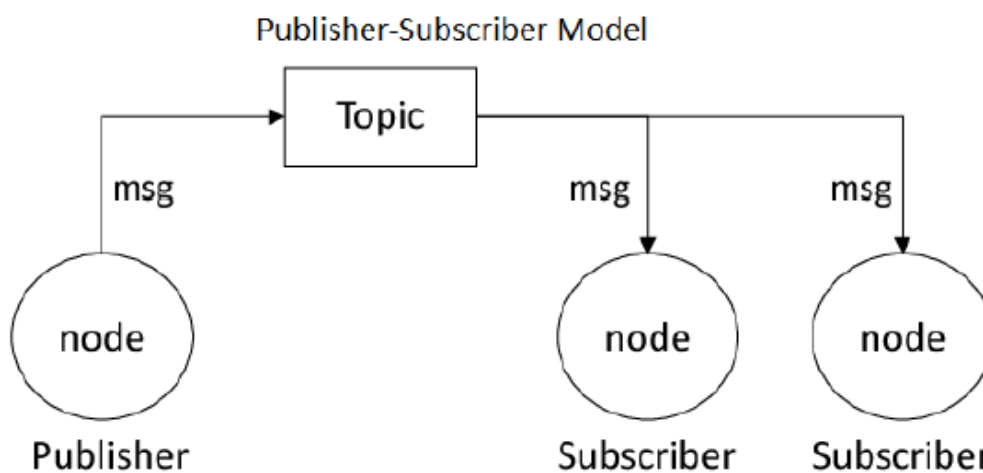 Publisher-Subscriber Model
Topic
msg
msg
msg
node
node
node
Publisher
Subscriber
Subscriber